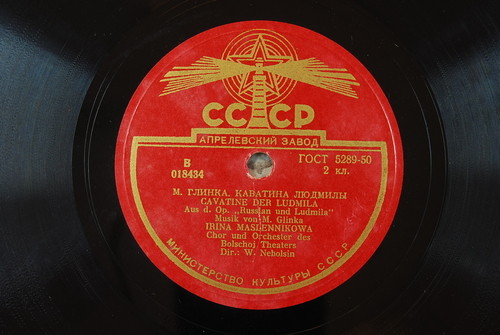 СССР
АПРЕЛЕВСКИЙ ЗАВОД
В
018434
ГОСТ 5289-50
2 кл.
М. ГЛИНКА. КАВАТИНА ЛЮДМИЛЫ
CAVATINE DER LUDMILA
Aus d. Op. „Russlan und Ludmila"
Musik von M. Glinka
IRINA MASLENNIKOWA
Chor und Orchester des
Bolschoj Theaters
Dir.: W. Nebolsin
МИНИСТЕРСТВО КУЛЬТУРЫ СССР